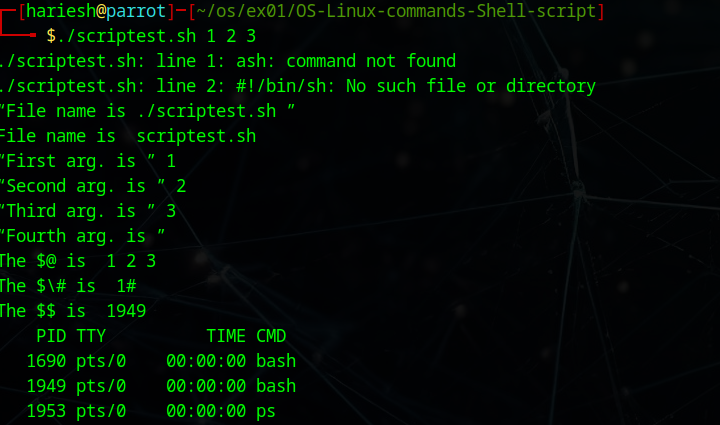 ┌─[hariesh@parrot]─[~/os/ex01/OS-Linux-commands-Shell-script]
└──╼ $./scriptest.sh 1 2 3
./scriptest.sh: line 1: ash: command not found
./scriptest.sh: line 2: #!/bin/sh: No such file or directory
“File name is ./scriptest.sh ”
File name is  scriptest.sh
“First arg. is ” 1
“Second arg. is ” 2
“Third arg. is ” 3
“Fourth arg. is ”
The $@ is  1 2 3
The $\# is  1#
The $$ is  1949
    PID TTY          TIME CMD
   1690 pts/0    00:00:00 bash
   1949 pts/0    00:00:00 bash
   1953 pts/0    00:00:00 ps